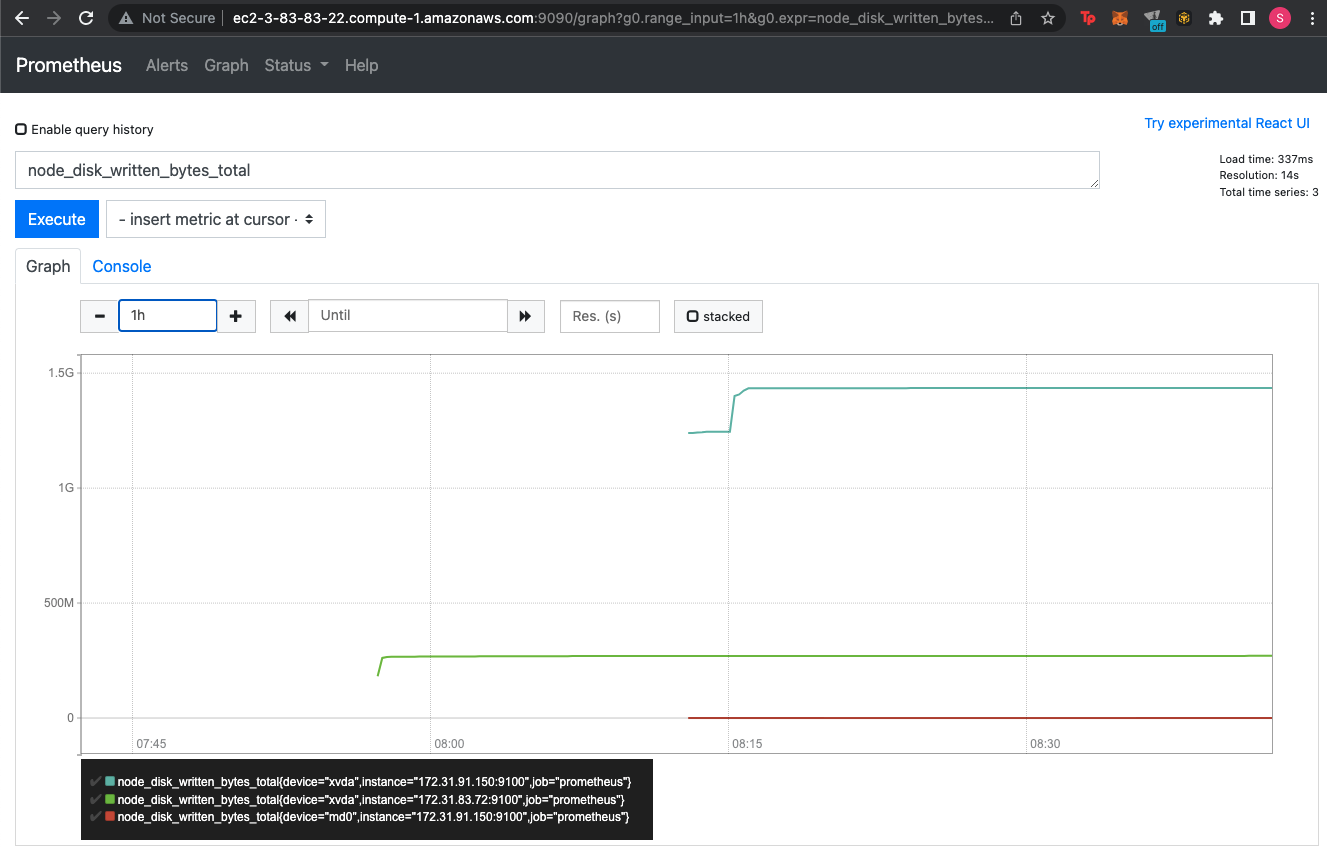 Not Secure | ec2-3-83-83-22.compute-1.amazonaws.com:9090/graph?g0.range_input=1h&g0.expr=node_disk_written_bytes...
Tp
off
S
Prometheus Alerts Graph Status Help
Enable query history
Try experimental React UI
node_disk_written_bytes_total
Load time: 337ms
Resolution: 14s
Total time series: 3
Execute - insert metric at cursor -
Graph Console
1h Until Res. (s) stacked
1.5G
1G
500M
0
07:45 08:00 08:15 08:30
node_disk_written_bytes_total{device="xvda",instance="172.31.91.150:9100",job="prometheus"}
node_disk_written_bytes_total{device="xvda",instance="172.31.83.72:9100",job="prometheus"}
node_disk_written_bytes_total{device="md0",instance="172.31.91.150:9100",job="prometheus"}